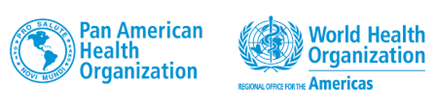 PRO SALUTE
NOVI MUNDI
Pan American
Health
Organization
World Health
Organization
REGIONAL OFFICE FOR THE Americas